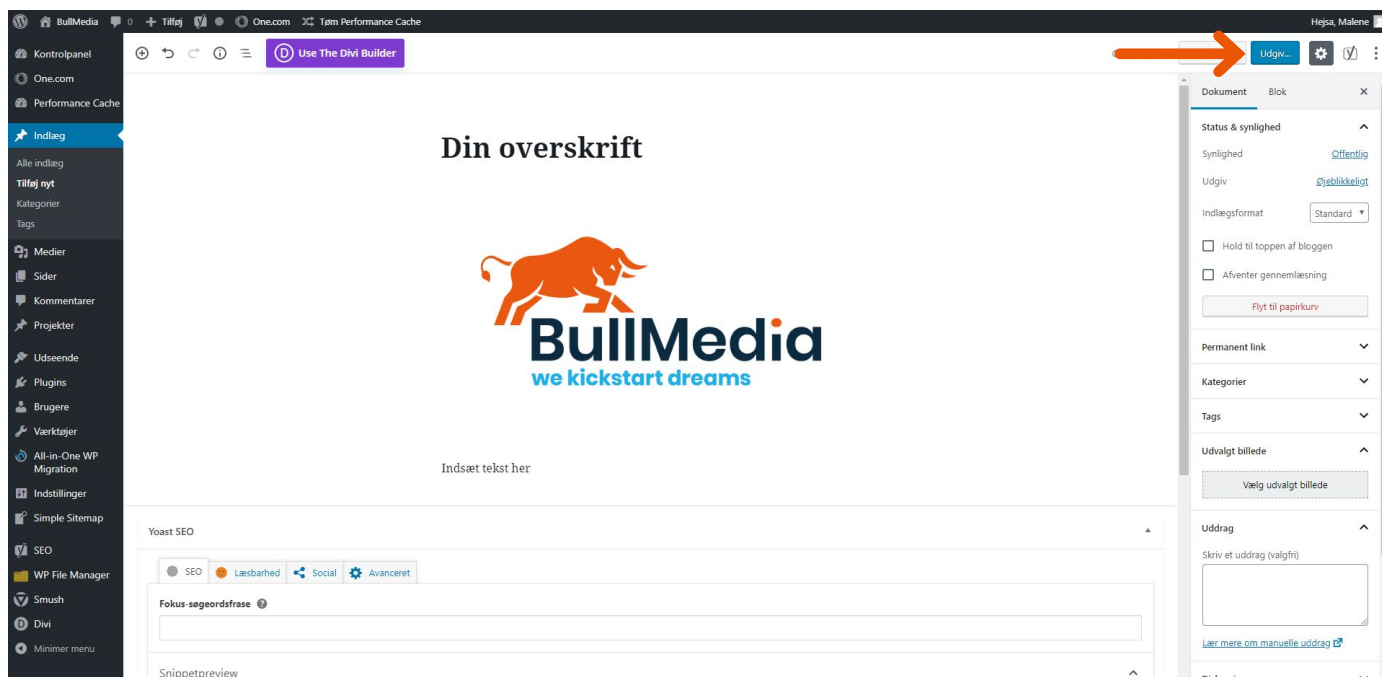 BullMedia 0 Tilføj One.com Tøm Performance Cache
Hejsa, Malene
Kontrolpanel
One.com
Performance Cache
Indlæg
Alle indlæg
Tilføj nyt
Kategorier
Tags
Medier
Sider
Kommentarer
Projekter
Udseende
Plugins
Brugere
Værktøjer
All-in-One WP
Migration
Indstillinger
Simple Sitemap
SEO
WP File Manager
Smush
Divi
Minimer menu
Use The Divi Builder
Udgiv...
Din overskrift
BullMedia
we kickstart dreams
Indsæt tekst her
Yoast SEO
SEO Læsbarhed Social Avanceret
Fokus-søgeordsfrase
Snippetpreview
Dokument Blok
Status & synlighed
Synlighed Offentlig
Udgiv Øjeblikkeligt
Indlægsformat Standard
Hold til toppen af bloggen
Afventer gennemlæsning
Flyt til papirkurv
Permanent link
Kategorier
Tags
Udvalgt billede
Vælg udvalgt billede
Uddrag
Skriv et uddrag (valgfri)
Lær mere om manuelle uddrag